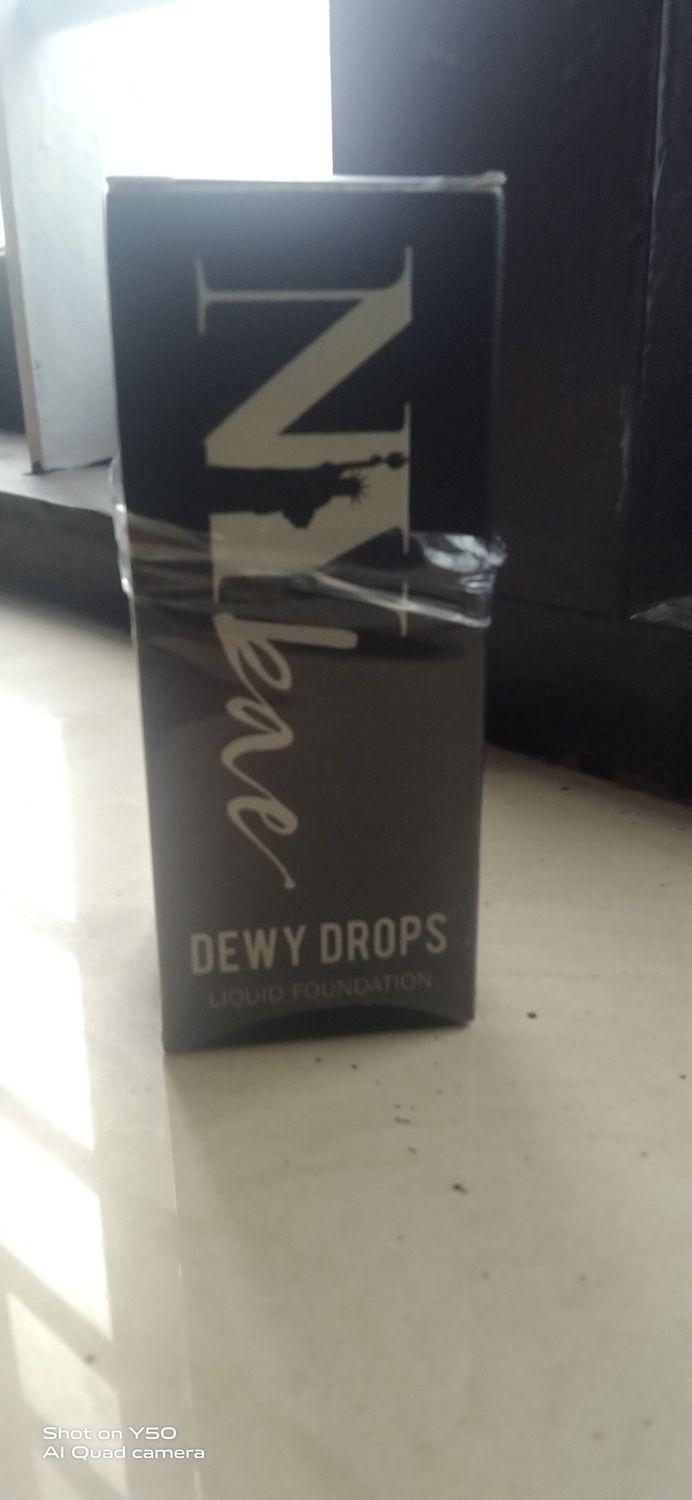 NY bae
DEWY DROPS
LIQUID FOUNDATION
Shot on Y50
AI Quad camera